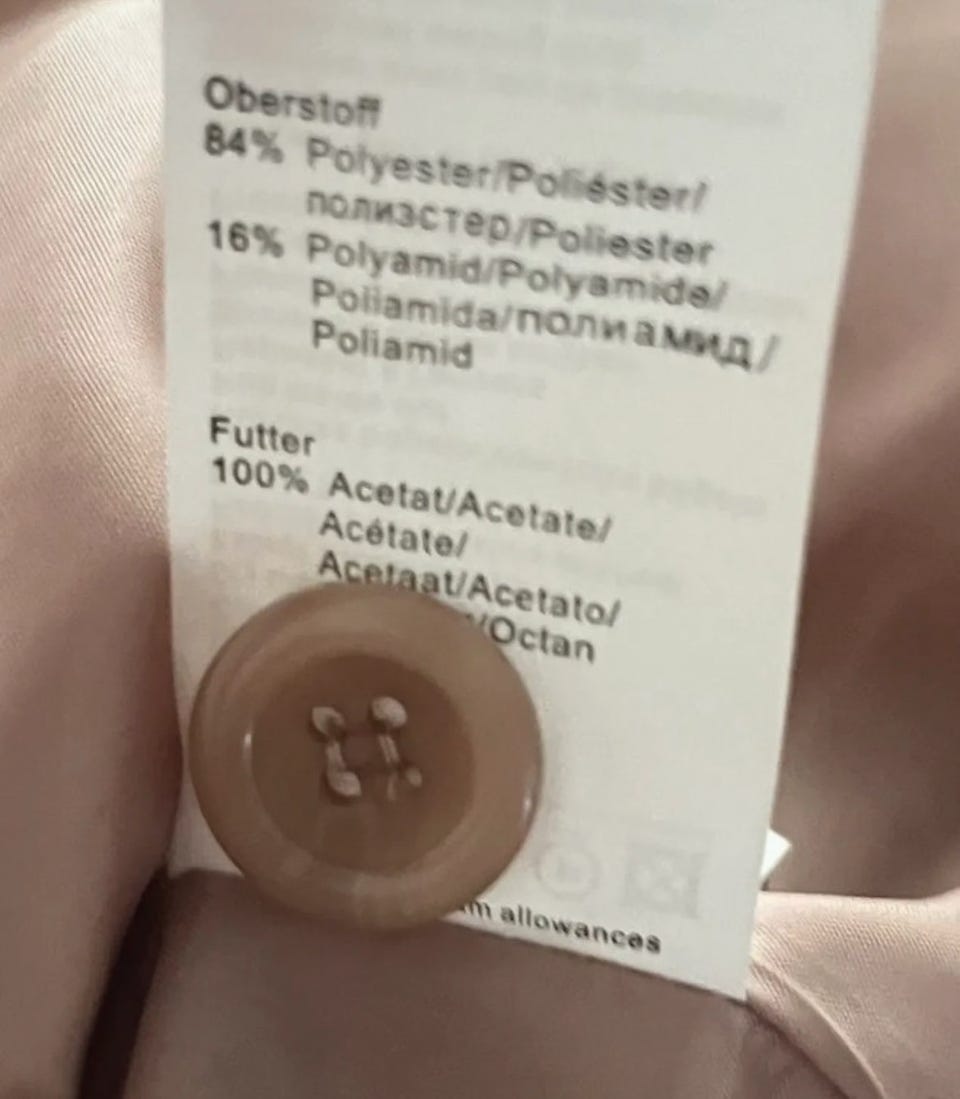 Oberstoff
84% Polyester/Poliéster/
полиэстер/Poliester
16% Polyamid/Polyamide/
Poliamida/полиамид/
Poliamid
Futter
100% Acetat/Acetate/
Acétate/
Acetaat/Acetato/
/Octan
allowances